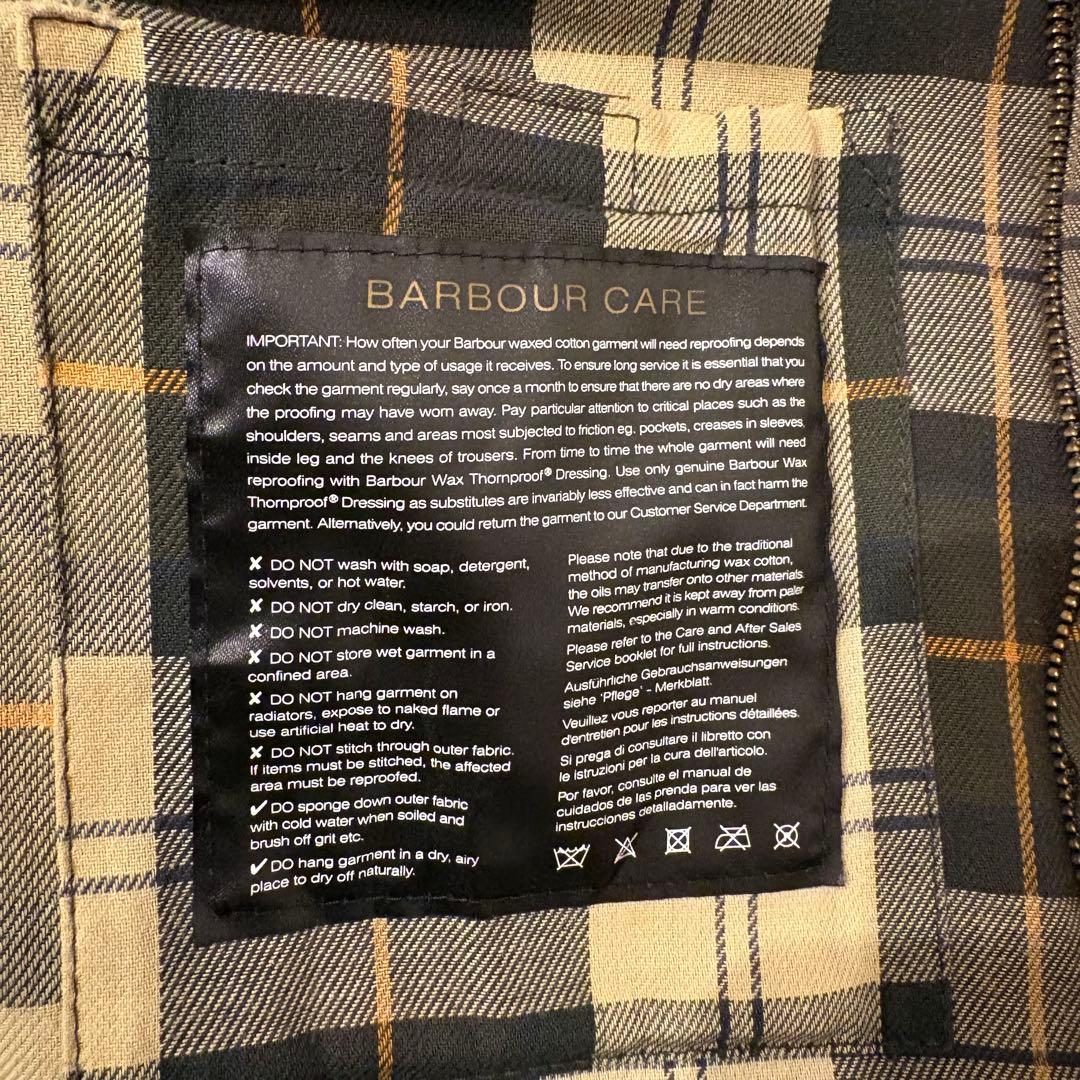 BARBOUR CARE
IMPORTANT: How often your Barbour waxed cotton garment will need reproofing depends
on the amount and type of usage it receives. To ensure long service it is essential that you
check the garment regularly, say once a month to ensure that there are no dry areas where
the proofing may have worn away. Pay particular attention to critical places such as the
shoulders, seams and areas most subjected to friction eg. pockets, creases in sleeves,
inside leg and the knees of trousers. From time to time the whole garment will need
reproofing with Barbour Wax Thornproof® Dressing. Use only genuine Barbour Wax
Thornproof® Dressing as substitutes are invariably less effective and can in fact harm the
garment. Alternatively, you could return the garment to our Customer Service Department.
✘ DO NOT wash with soap, detergent,
solvents, or hot water.
✘ DO NOT dry clean, starch, or iron.
✘ DO NOT machine wash.
✘ DO NOT store wet garment in a
confined area.
✘ DO NOT hang garment on
radiators, expose to naked flame or
use artificial heat to dry.
✘ DO NOT stitch through outer fabric.
If items must be stitched, the affected
area must be reproofed.
✔ DO sponge down outer fabric
with cold water when soiled and
brush off grit etc.
✔ DO hang garment in a dry, airy
place to dry off naturally.
Please note that due to the traditional
method of manufacturing wax cotton,
the oils may transfer onto other materials.
We recommend it is kept away from paler
materials, especially in warm conditions.
Please refer to the Care and After Sales
Service booklet for full instructions.
Ausführliche Gebrauchsanweisungen
siehe 'Pflege' - Merkblatt.
Veuillez vous reporter au manuel
d'entretien pour les instructions détaillées.
Si prega di consultare il libretto con
le istruzioni per la cura dell'articolo.
Por favor, consulte el manual de
cuidados de las prenda para ver las
instrucciones detalladamente.